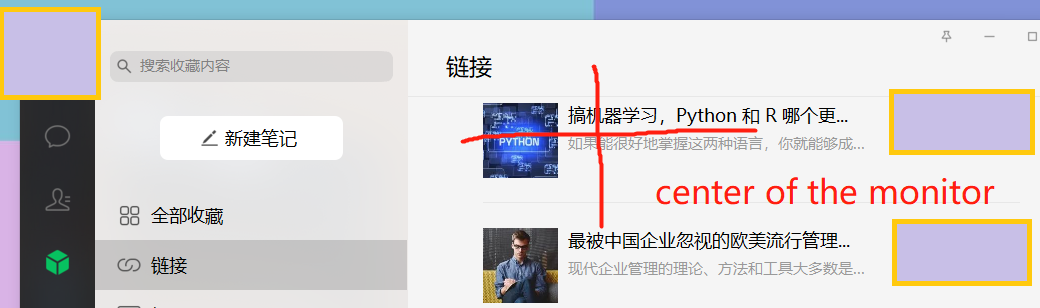 搜索收藏内容
新建笔记
全部收藏
链接
链接
搞机器学习，Python 和 R 哪个更...
如果能很好地掌握这两种语言，你就能够成...
PYTHON
center of the monitor
最被中国企业忽视的欧美流行管理...
现代企业管理的理论、方法和工具大多数是...